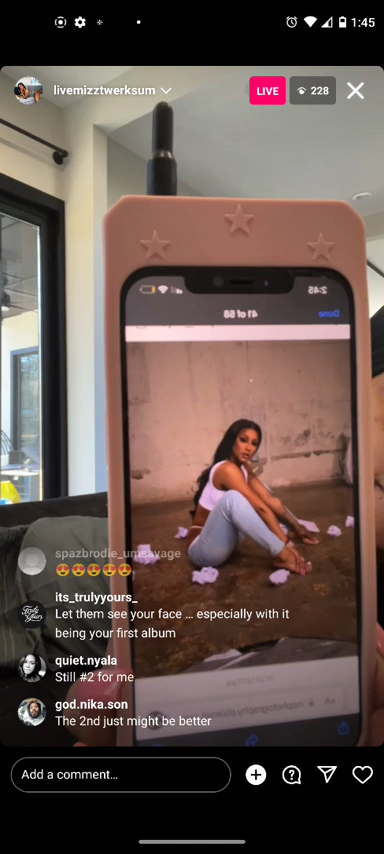 1:45
livemizztwerksum
LIVE
228
2:45
41 of 58
Done
spazbrodie_umsavage
😍😍😍😍😍
its_trulyyours_
Let them see your face ... especially with it
being your first album
quiet.nyala
Still #2 for me
god.nika.son
The 2nd just might be better
Add a comment...